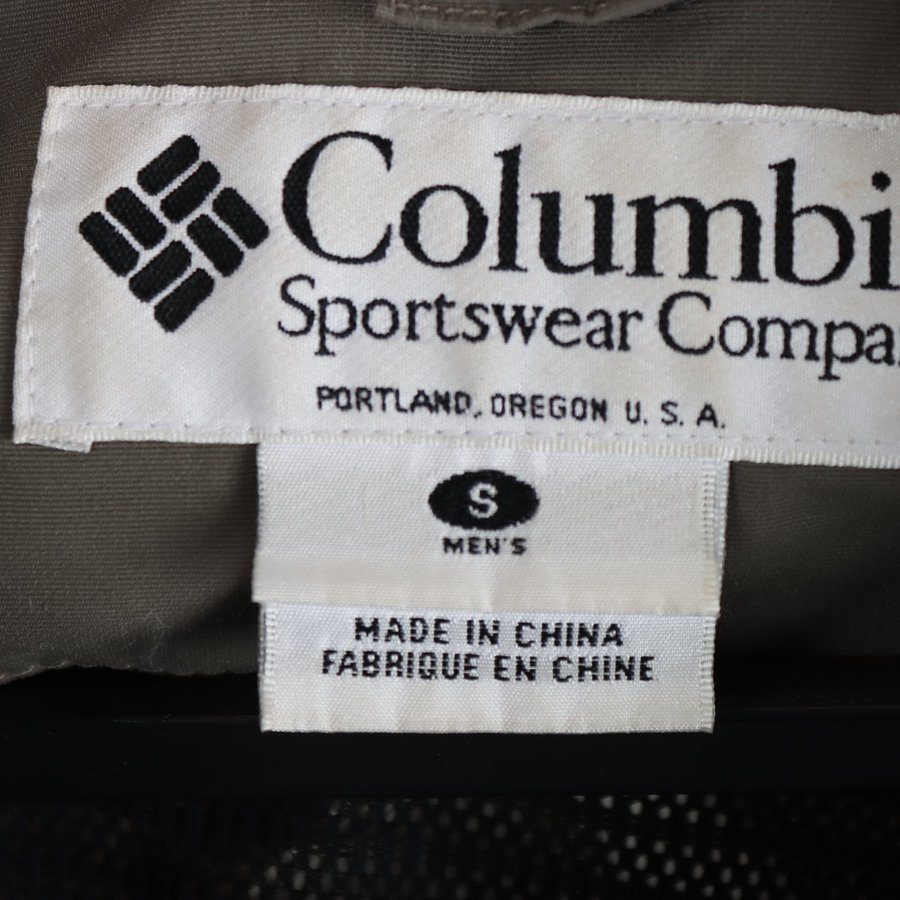 Columbi
Sportswear Compa
PORTLAND, OREGON U. S. A.
S
MEN'S
MADE IN CHINA
FABRIQUE EN CHINE